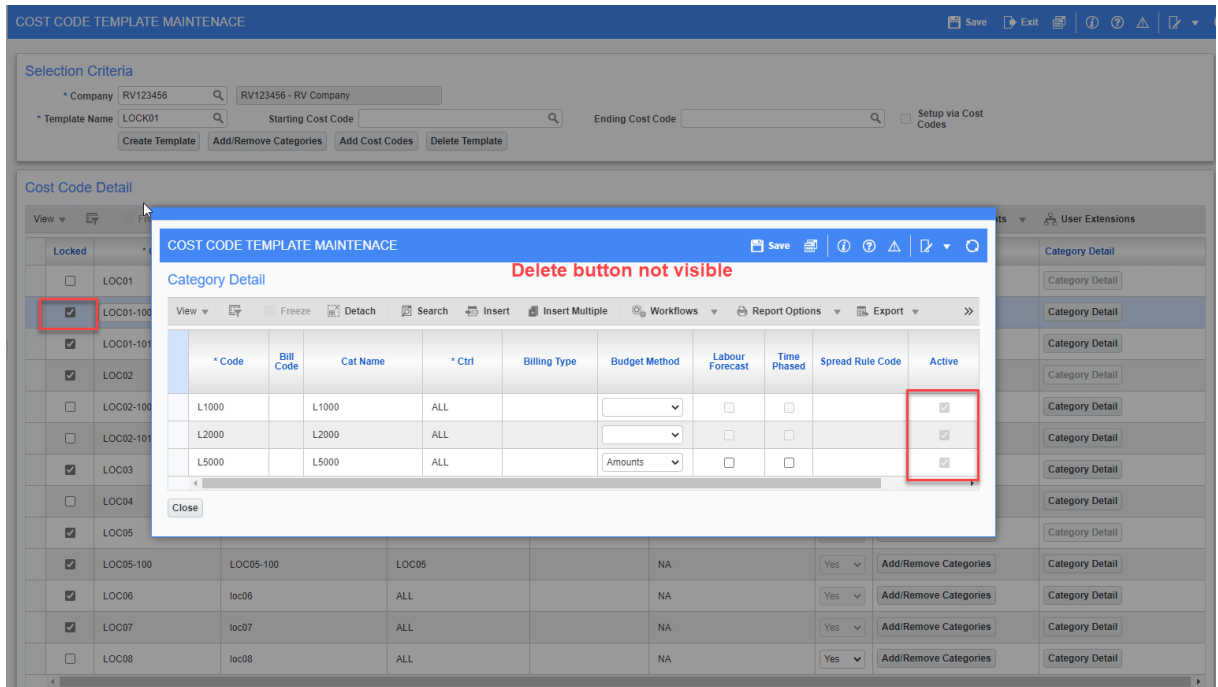 COST CODE TEMPLATE MAINTENACE Save Exit
Selection Criteria
* Company RV123456 RV123456 - RV Company
* Template Name LOCK01 Starting Cost Code Ending Cost Code Setup via Cost Codes
Create Template Add/Remove Categories Add Cost Codes Delete Template
Cost Code Detail
View User Extensions
Locked Category Detail
LOC01 Category Detail
LOC01-100 Category Detail
LOC01-101 Category Detail
LOC02 Category Detail
LOC02-100 Category Detail
LOC02-101 Category Detail
LOC03 Category Detail
LOC04 Category Detail
LOC05 Category Detail
LOC05-100 LOC05-100 LOC05 NA Yes Add/Remove Categories Category Detail
LOC06 loc06 ALL NA Yes Add/Remove Categories Category Detail
LOC07 loc07 ALL NA Yes Add/Remove Categories Category Detail
LOC08 loc08 ALL NA Yes Add/Remove Categories Category Detail
COST CODE TEMPLATE MAINTENACE Save
Delete button not visible
Category Detail
View Freeze Detach Search Insert Insert Multiple Workflows Report Options Export »
* Code Bill Code Cat Name * Ctrl Billing Type Budget Method Labour Forecast Time Phased Spread Rule Code Active
L1000 L1000 ALL
L2000 L2000 ALL
L5000 L5000 ALL Amounts
Close